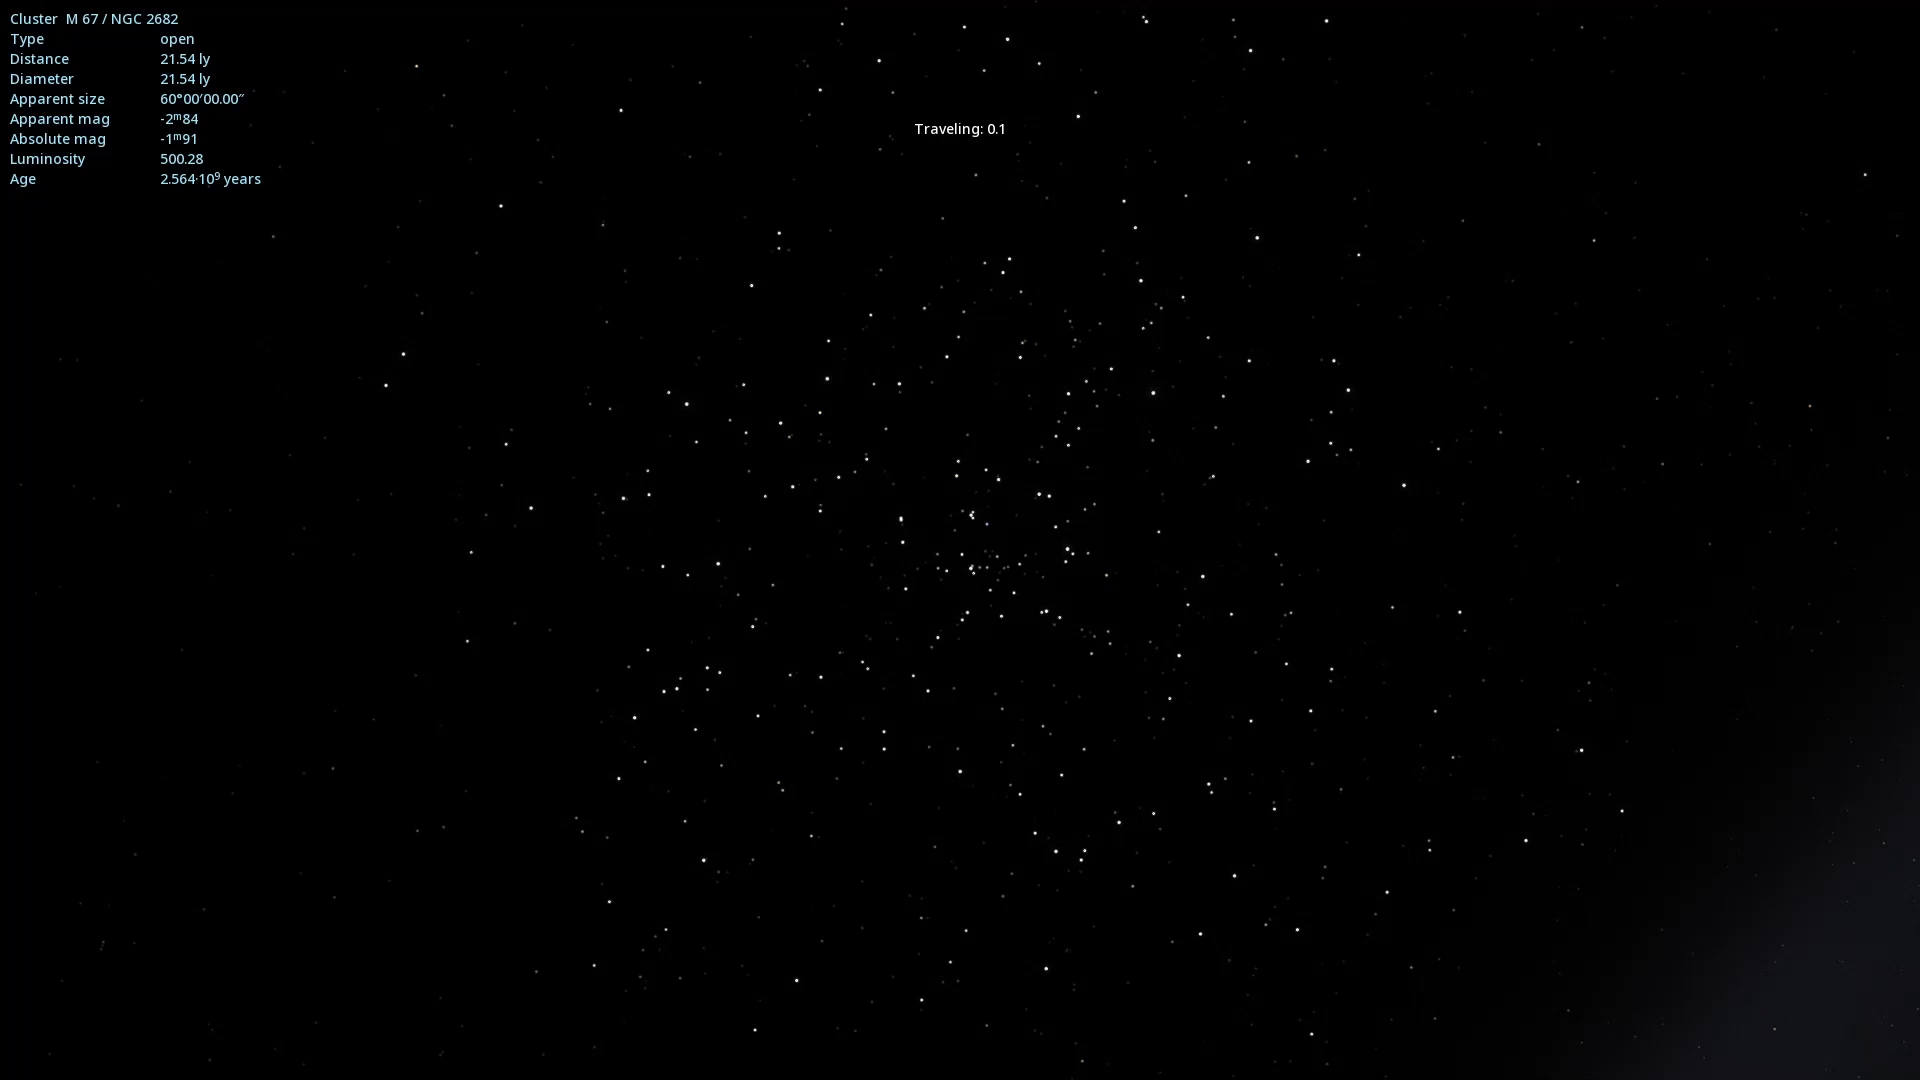 Cluster M 67 / NGC 2682
Type open
Distance 21.54 ly
Diameter 21.54 ly
Apparent size 60°00′00.00″
Apparent mag -2ᵐ84
Absolute mag -1ᵐ91
Luminosity 500.28
Age 2.564·10⁹ years
Traveling: 0.1